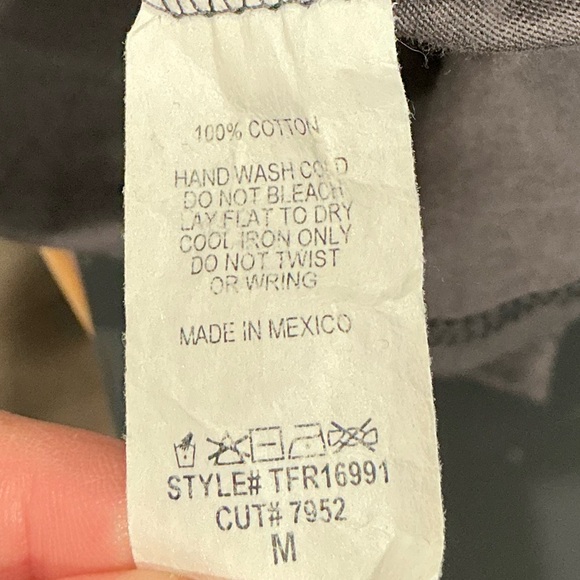 100% COTTON
HAND WASH COLD
DO NOT BLEACH
LAY FLAT TO DRY
COOL IRON ONLY
DO NOT TWIST
OR WRING
MADE IN MEXICO
STYLE# TFR16991
CUT# 7952
M